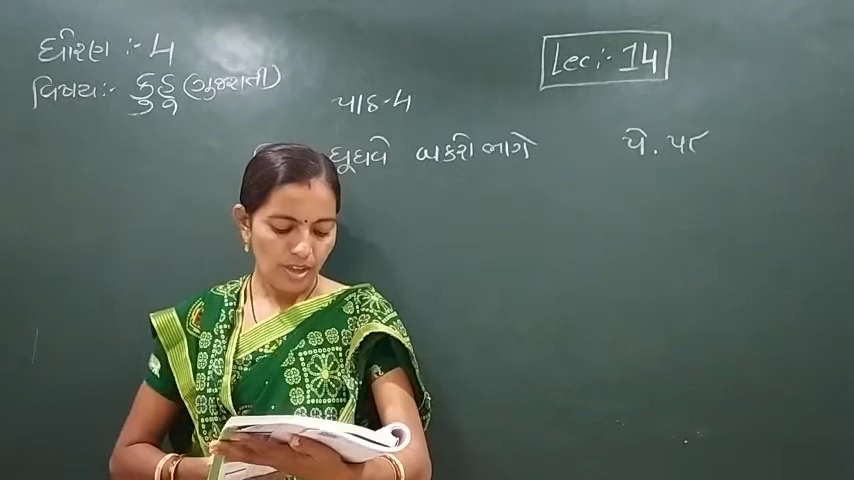 ધોરણ :- 4
Lec:- 14
વિષય:- કુહૂ (ગુજરાતી)
પાઠ-4
ઘૂઘવે બકરી ભાગે
પે. ૫૮